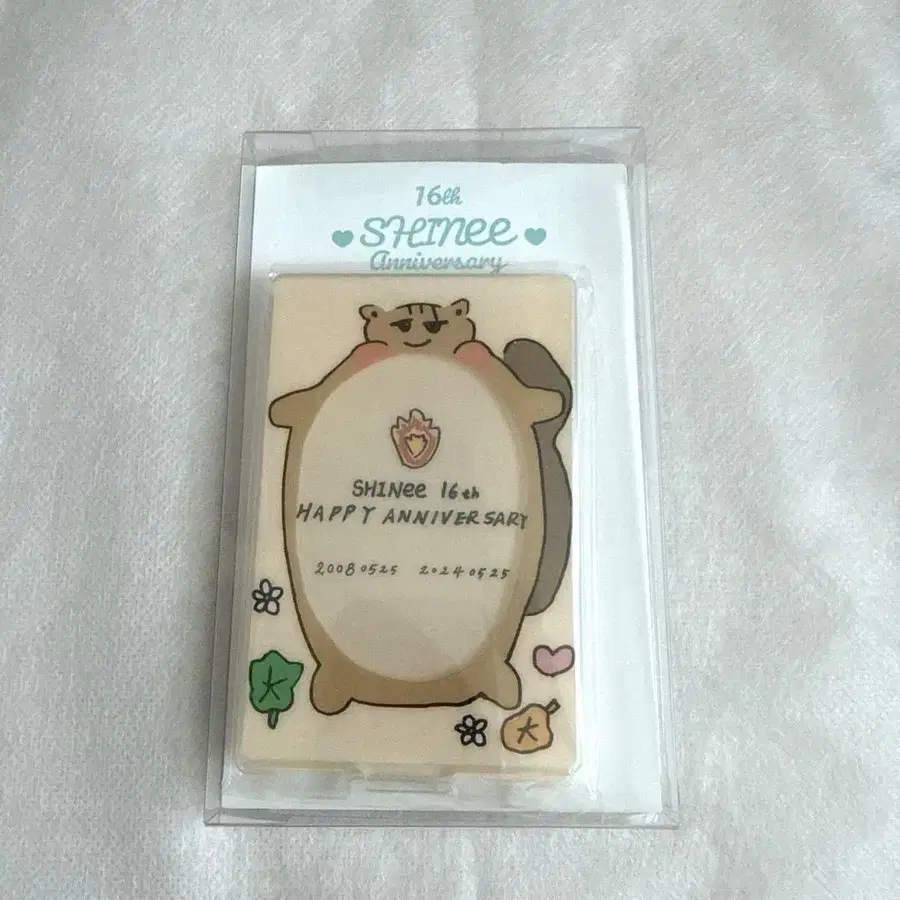 16th
SHINee
Anniversary
SHINee 16th
HAPPY ANNIVERSARY
20080525 20240525